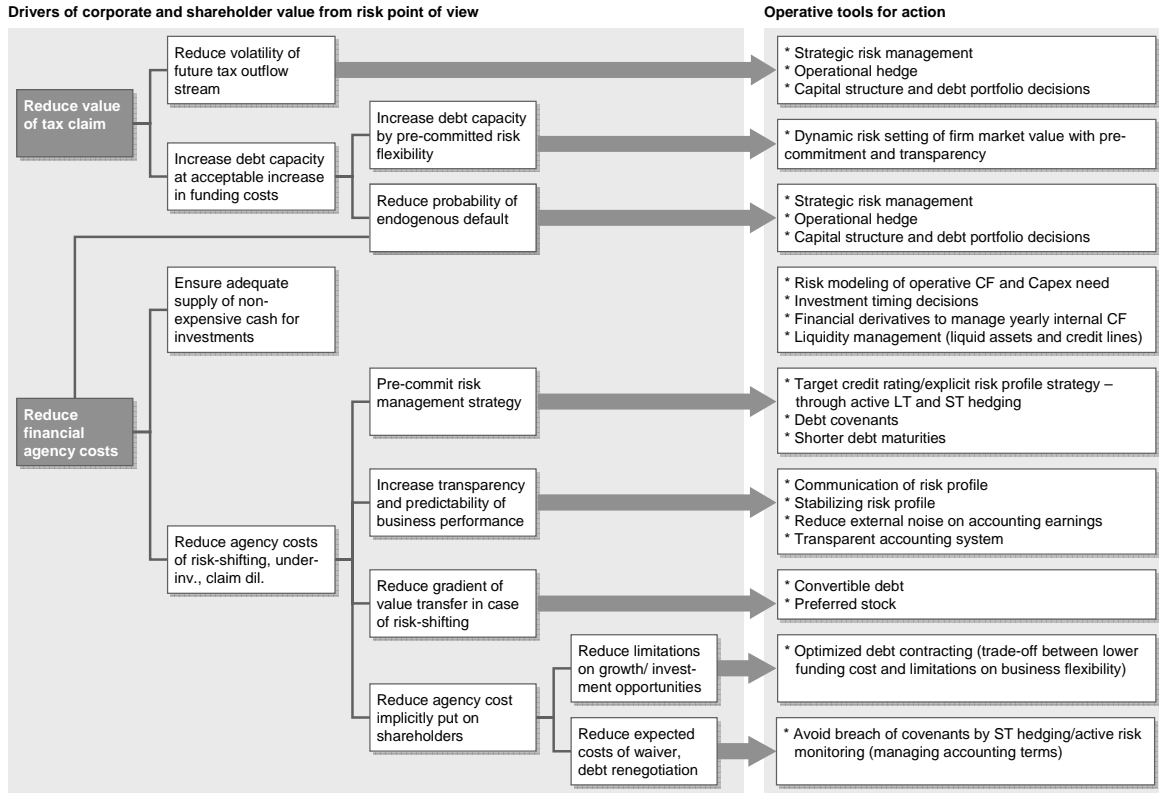 Drivers of corporate and shareholder value from risk point of view
Operative tools for action
Reduce value
of tax claim
Reduce volatility of
future tax outflow
stream
* Strategic risk management
* Operational hedge
* Capital structure and debt portfolio decisions
Increase debt capacity
at acceptable increase
in funding costs
Increase debt capacity
by pre-committed risk
flexibility
* Dynamic risk setting of firm market value with pre-
commitment and transparency
Reduce probability of
endogenous default
* Strategic risk management
* Operational hedge
* Capital structure and debt portfolio decisions
Ensure adequate
supply of non-
expensive cash for
investments
* Risk modeling of operative CF and Capex need
* Investment timing decisions
* Financial derivatives to manage yearly internal CF
* Liquidity management (liquid assets and credit lines)
Reduce
financial
agency costs
Pre-commit risk
management strategy
* Target credit rating/explicit risk profile strategy –
through active LT and ST hedging
* Debt covenants
* Shorter debt maturities
Reduce agency costs
of risk-shifting, under-
inv., claim dil.
Increase transparency
and predictability of
business performance
* Communication of risk profile
* Stabilizing risk profile
* Reduce external noise on accounting earnings
* Transparent accounting system
Reduce gradient of
value transfer in case
of risk-shifting
* Convertible debt
* Preferred stock
Reduce agency cost
implicitly put on
shareholders
Reduce limitations
on growth/ invest-
ment opportunities
* Optimized debt contracting (trade-off between lower
funding cost and limitations on business flexibility)
Reduce expected
costs of waiver,
debt renegotiation
* Avoid breach of covenants by ST hedging/active risk
monitoring (managing accounting terms)